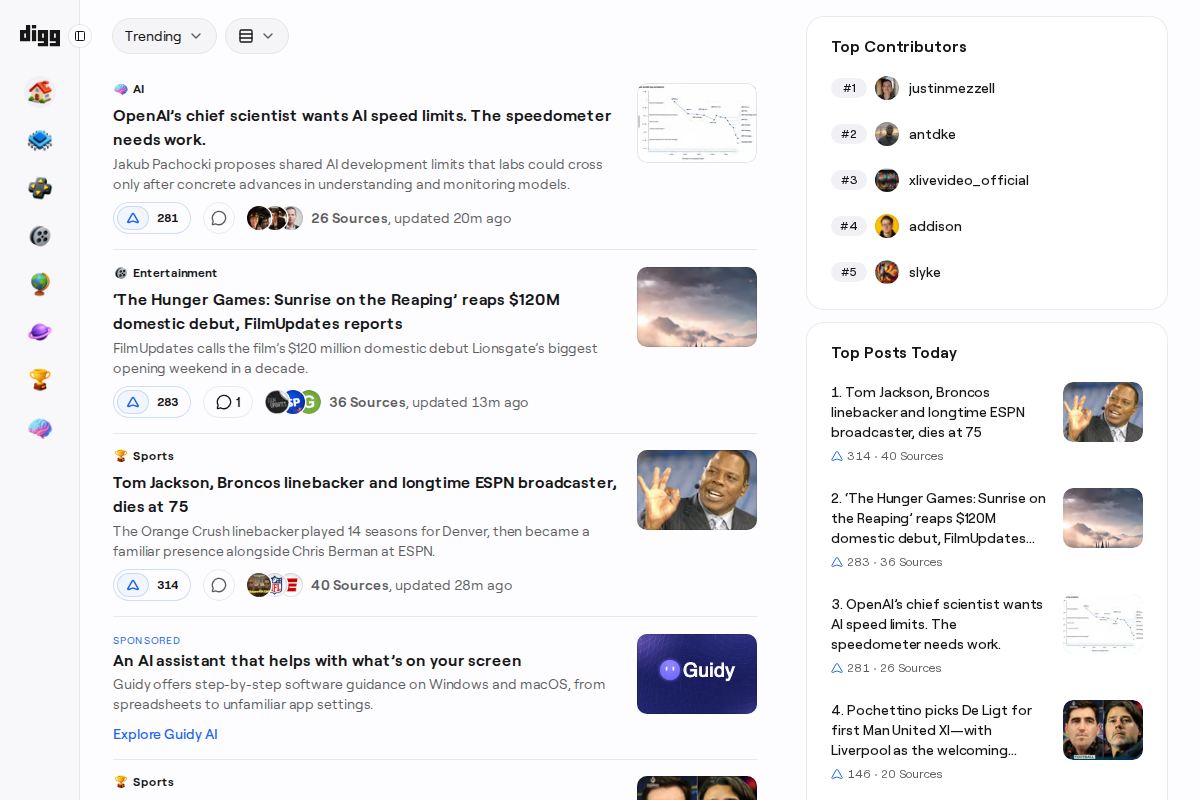 digg
Trending
AI
OpenAI's chief scientist wants AI speed limits. The speedometer
needs work.
Jakub Pachocki proposes shared AI development limits that labs could cross
only after concrete advances in understanding and monitoring models.
281
26 Sources, updated 20m ago
Entertainment
‘The Hunger Games: Sunrise on the Reaping’ reaps $120M
domestic debut, FilmUpdates reports
FilmUpdates calls the film's $120 million domestic debut Lionsgate's biggest
opening weekend in a decade.
283
1
36 Sources, updated 13m ago
Sports
Tom Jackson, Broncos linebacker and longtime ESPN broadcaster,
dies at 75
The Orange Crush linebacker played 14 seasons for Denver, then became a
familiar presence alongside Chris Berman at ESPN.
314
40 Sources, updated 28m ago
SPONSORED
An AI assistant that helps with what's on your screen
Guidy offers step-by-step software guidance on Windows and macOS, from
spreadsheets to unfamiliar app settings.
Explore Guidy AI
Guidy
Sports
Top Contributors
#1 justinmezzell
#2 antdke
#3 xlivevideo_official
#4 addison
#5 slyke
Top Posts Today
1. Tom Jackson, Broncos
linebacker and longtime ESPN
broadcaster, dies at 75
314 · 40 Sources
2. ‘The Hunger Games: Sunrise on
the Reaping’ reaps $120M
domestic debut, FilmUpdates...
283 · 36 Sources
3. OpenAI's chief scientist wants
AI speed limits. The
speedometer needs work.
281 · 26 Sources
4. Pochettino picks De Ligt for
first Man United XI—with
Liverpool as the welcoming...
146 · 20 Sources